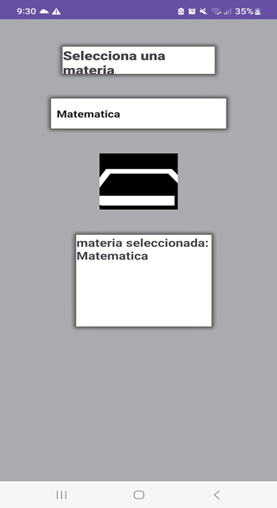 9:30
35%
Selecciona una
materia
Matematica
materia seleccionada:
Matematica